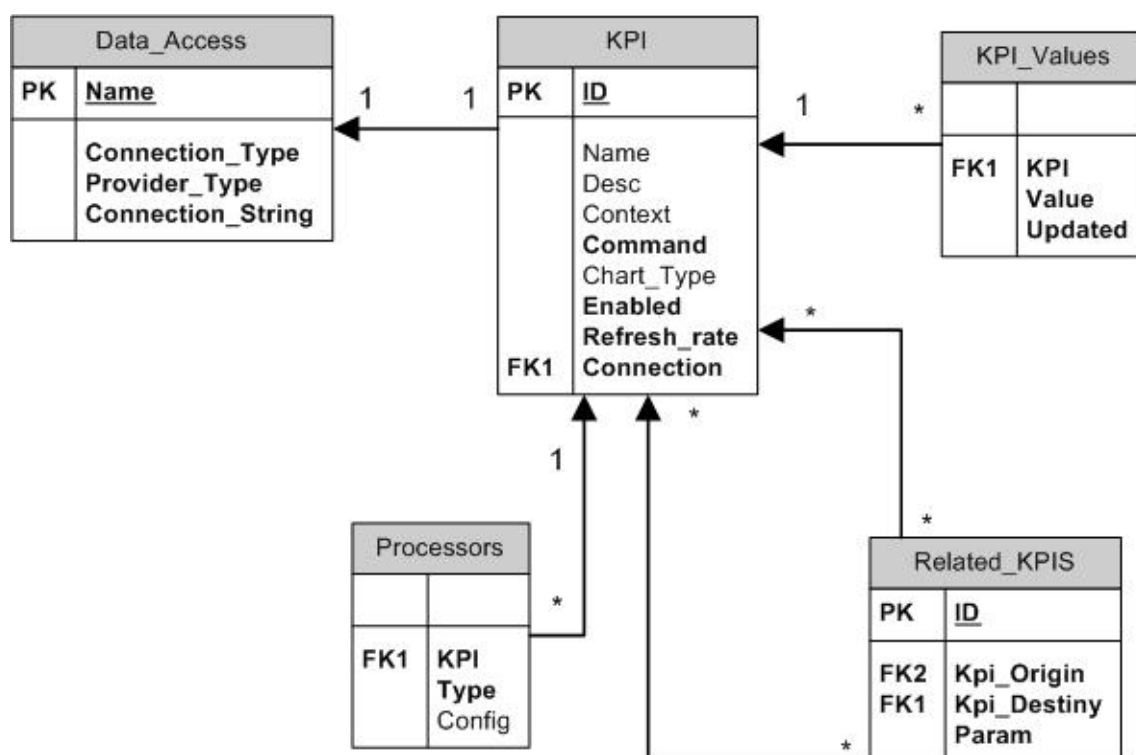 Data_Access
PK Name
Connection_Type
Provider_Type
Connection_String
1 1
KPI
PK ID
Name
Desc
Context
Command
Chart_Type
Enabled
Refresh_rate
FK1 Connection
1 *
KPI_Values
FK1 KPI
Value
Updated
*
*
1
Processors
*
FK1 KPI
Type
Config
*
Related_KPIS
PK ID
FK2 Kpi_Origin
FK1 Kpi_Destiny
Param
*